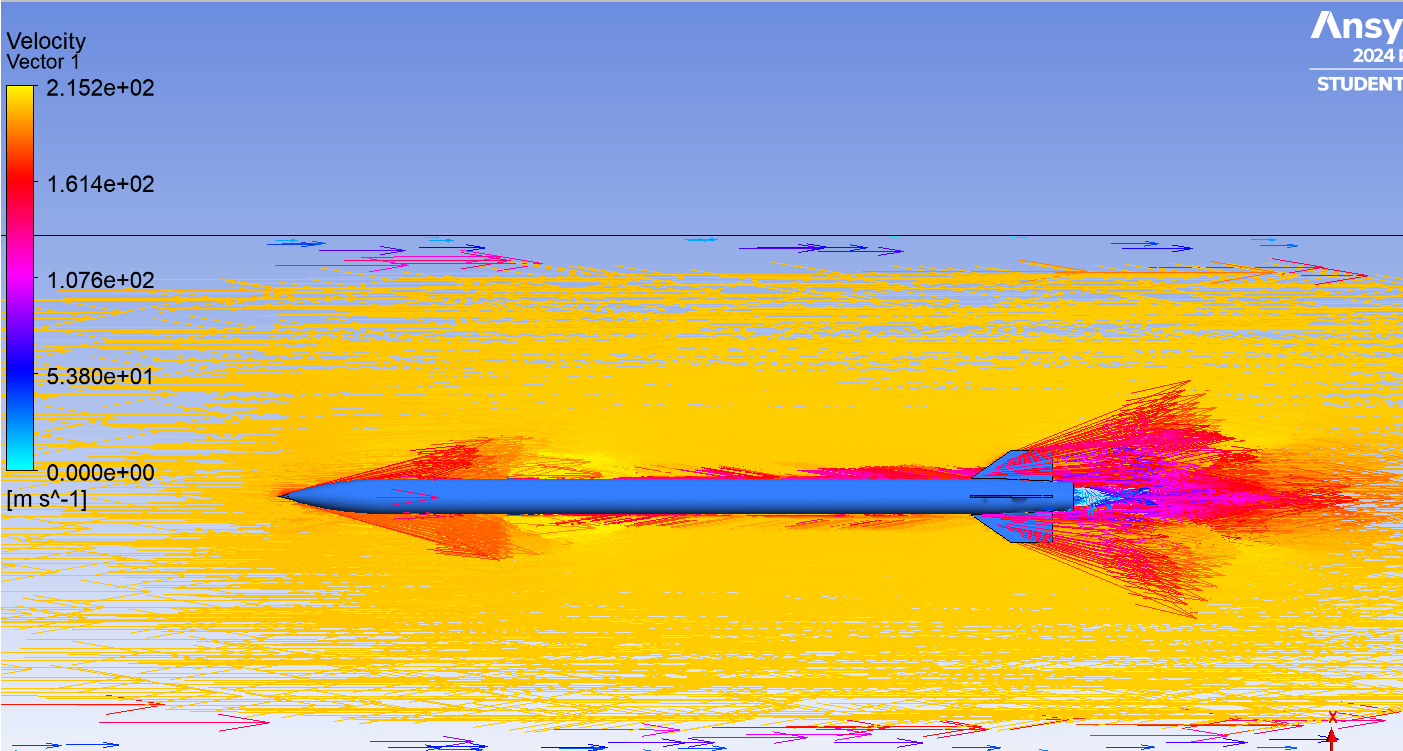 Velocity
Vector 1
2.152e+02
1.614e+02
1.076e+02
5.380e+01
0.000e+00
[m s^-1]
Ansy
2024 R
STUDENT
X